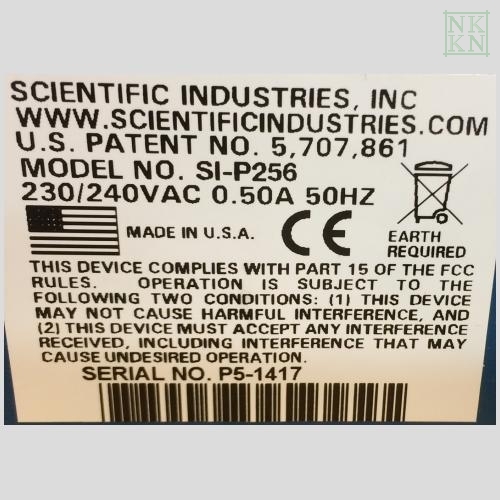 NK
KN
SCIENTIFIC INDUSTRIES, INC
WWW.SCIENTIFICINDUSTRIES.COM
U.S. PATENT NO. 5,707,861
MODEL NO. SI-P256
230/240VAC 0.50A 50HZ
MADE IN U.S.A.
CE
EARTH
REQUIRED
THIS DEVICE COMPLIES WITH PART 15 OF THE FCC
RULES. OPERATION IS SUBJECT TO THE
FOLLOWING TWO CONDITIONS: (1) THIS DEVICE
MAY NOT CAUSE HARMFUL INTERFERENCE, AND
(2) THIS DEVICE MUST ACCEPT ANY INTERFERENCE
RECEIVED, INCLUDING INTERFERENCE THAT MAY
CAUSE UNDESIRED OPERATION.
SERIAL NO. P5-1417